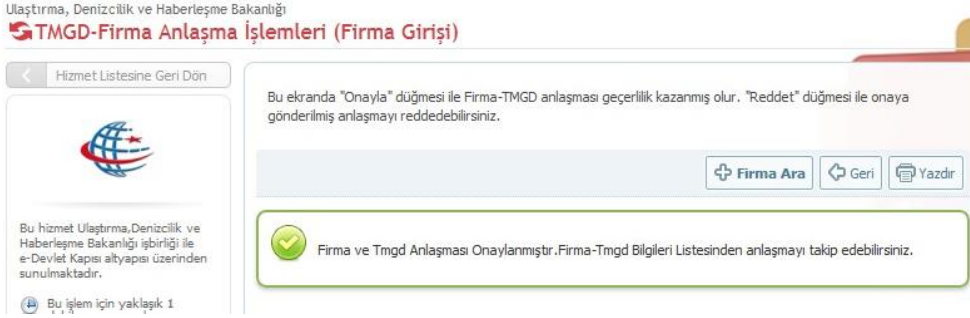 Ulaştırma, Denizcilik ve Haberleşme Bakanlığı
TMGD-Firma Anlaşma İşlemleri (Firma Girişi)
Hizmet Listesine Geri Dön
Bu ekranda "Onayla" düğmesi ile Firma-TMGD anlaşması geçerlilik kazanmış olur. "Reddet" düğmesi ile onaya
gönderilmiş anlaşmayı reddedebilirsiniz.
Firma Ara
Geri
Yazdır
Firma ve Tmgd Anlaşması Onaylanmıştır.Firma-Tmgd Bilgileri Listesinden anlaşmayı takip edebilirsiniz.
Bu hizmet Ulaştırma,Denizcilik ve
Haberleşme Bakanlığı işbirliği ile
e-Devlet Kapısı altyapısı üzerinden
sunulmaktadır.
Bu işlem için yaklaşık 1